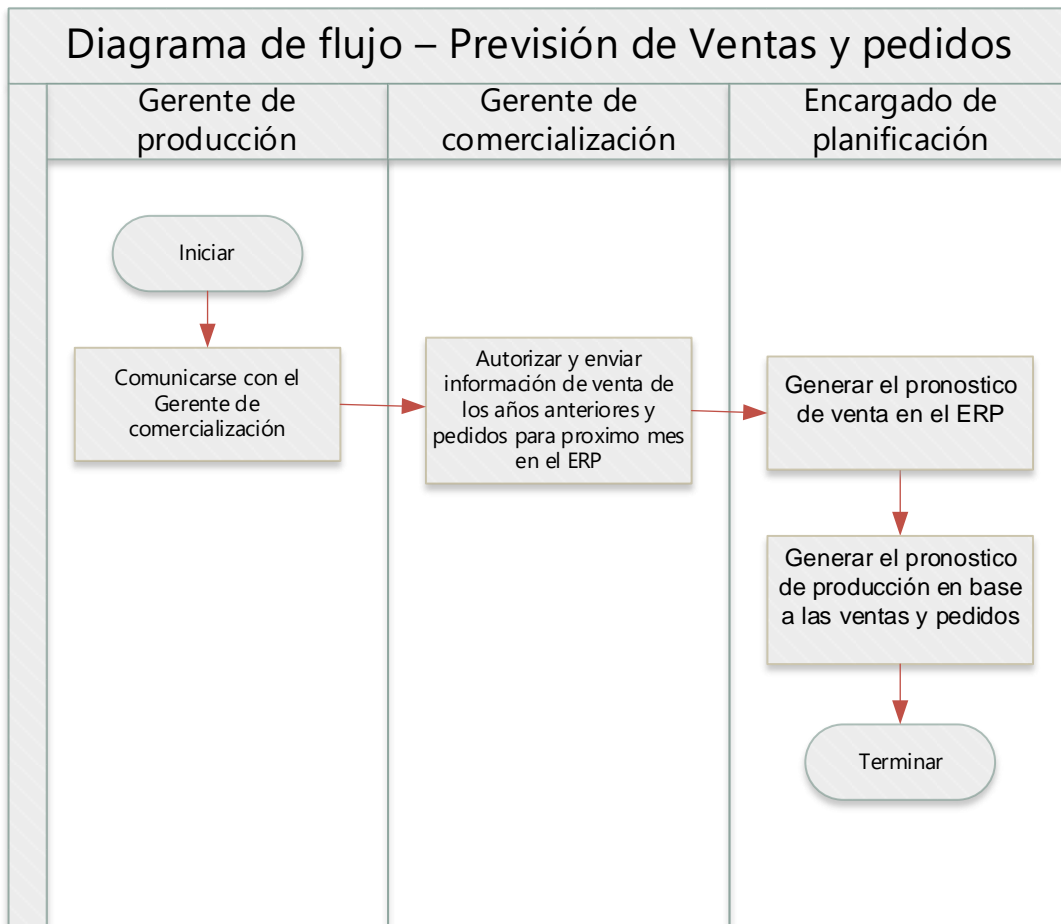 Diagrama de flujo – Previsión de Ventas y pedidos
Gerente de
producción
Gerente de
comercialización
Encargado de
planificación
Iniciar
Comunicarse con el
Gerente de
comercialización
Autorizar y enviar
información de venta de
los años anteriores y
pedidos para proximo mes
en el ERP
Generar el pronostico
de venta en el ERP
Generar el pronostico
de producción en base
a las ventas y pedidos
Terminar